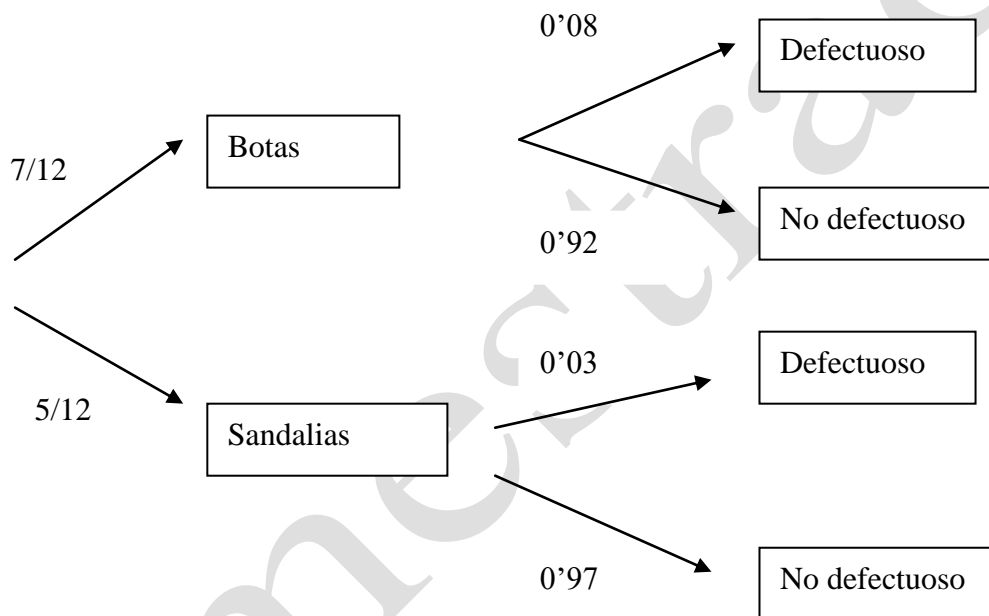 0’08
Defectuoso
Botas
7/12
No defectuoso
0’92
0’03
Defectuoso
5/12
Sandalias
0’97
No defectuoso